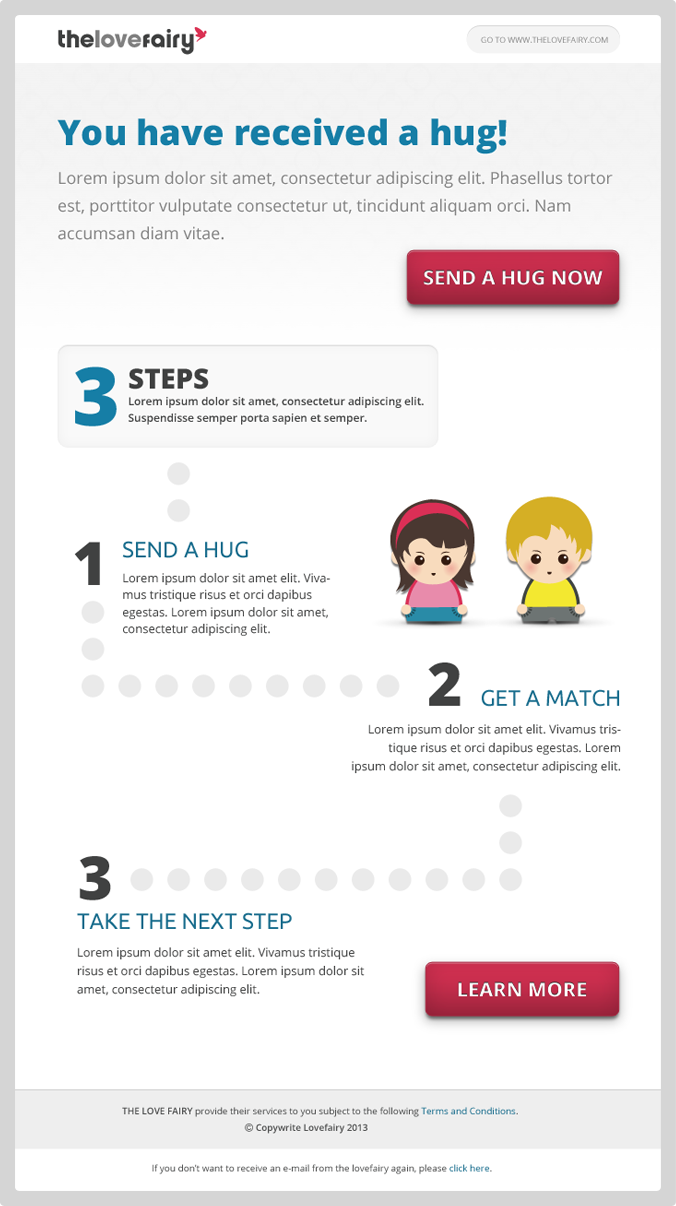 thelovefairy
GO TO WWW.THELOVEFAIRY.COM
You have received a hug!
Lorem ipsum dolor sit amet, consectetur adipiscing elit. Phasellus tortor
est, porttitor vulputate consectetur ut, tincidunt aliquam orci. Nam
accumsan diam vitae.
SEND A HUG NOW
3 STEPS
Lorem ipsum dolor sit amet, consectetur adipiscing elit.
Suspendisse semper porta sapien et semper.
1 SEND A HUG
Lorem ipsum dolor sit amet elit. Viva-
mus tristique risus et orci dapibus
egestas. Lorem ipsum dolor sit amet,
consectetur adipiscing elit.
2 GET A MATCH
Lorem ipsum dolor sit amet elit. Vivamus tris-
tique risus et orci dapibus egestas. Lorem
ipsum dolor sit amet, consectetur adipiscing elit.
3
TAKE THE NEXT STEP
Lorem ipsum dolor sit amet elit. Vivamus tristique
risus et orci dapibus egestas. Lorem ipsum dolor sit
amet, consectetur adipiscing elit.
LEARN MORE
THE LOVE FAIRY provide their services to you subject to the following Terms and Conditions.
© Copywrite Lovefairy 2013
If you don't want to receive an e-mail from the lovefairy again, please click here.